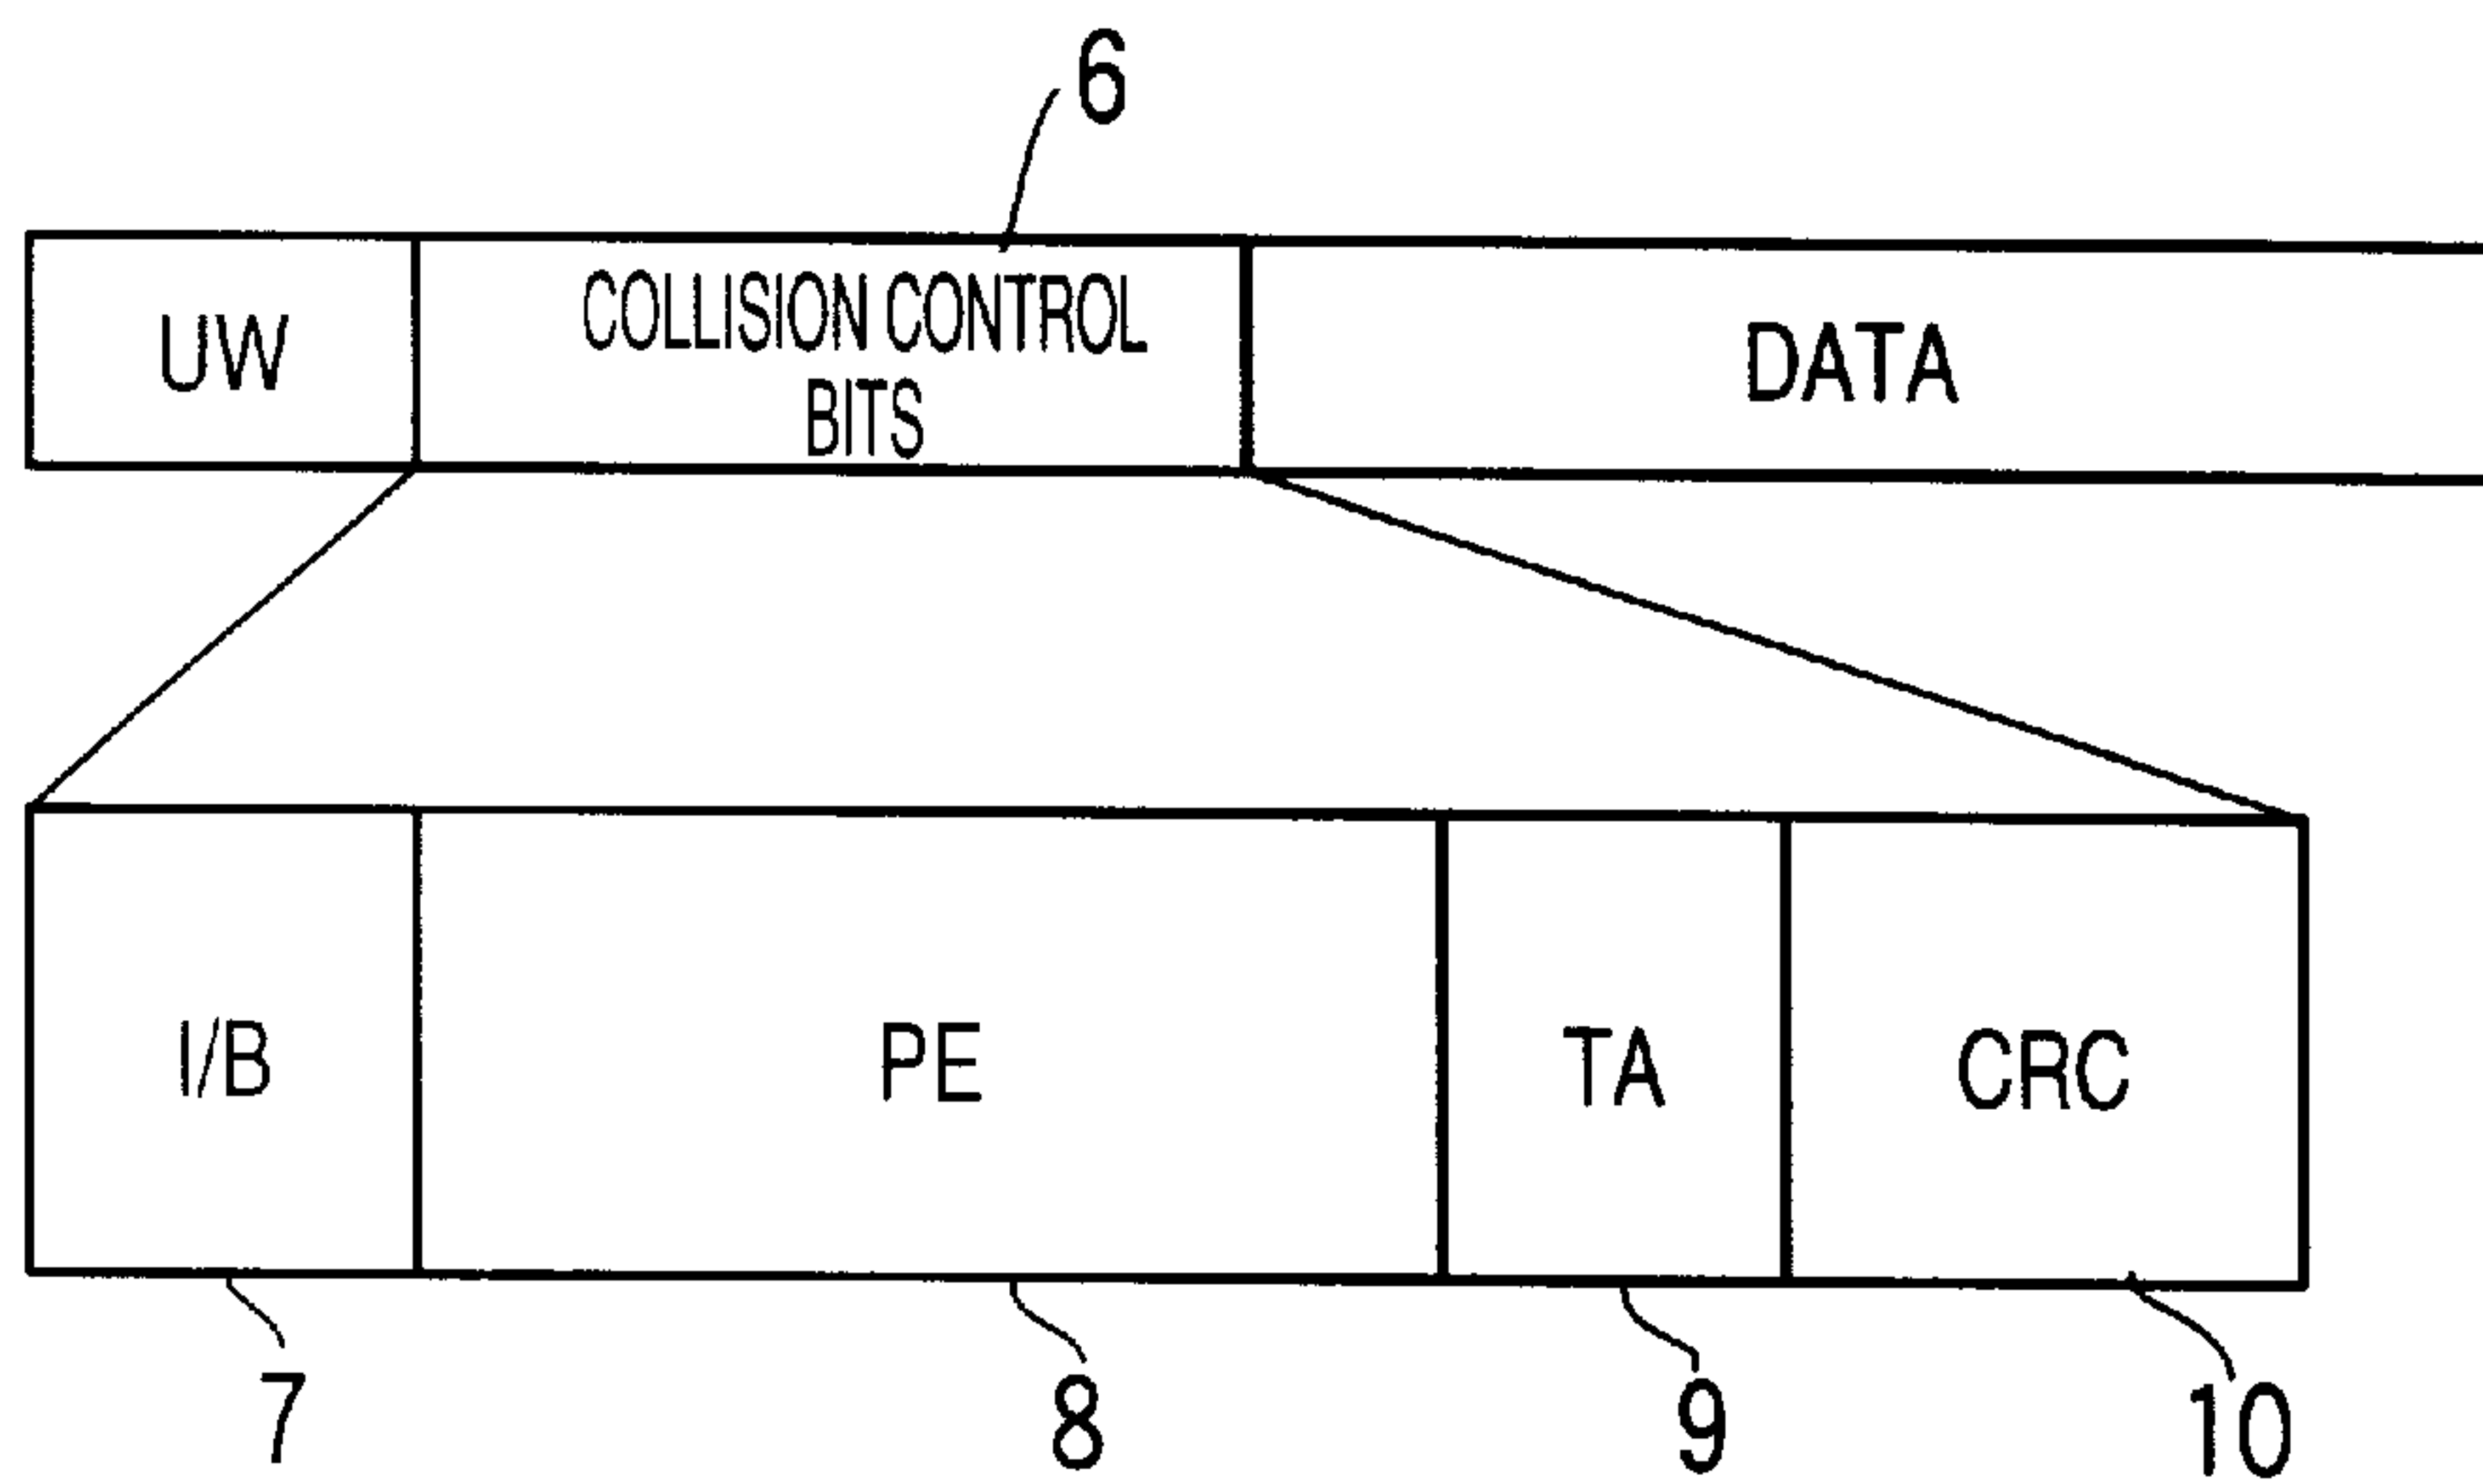 6
UW
COLLISION CONTROL
BITS
DATA
I/B
PE
TA
CRC
7
8
9
10